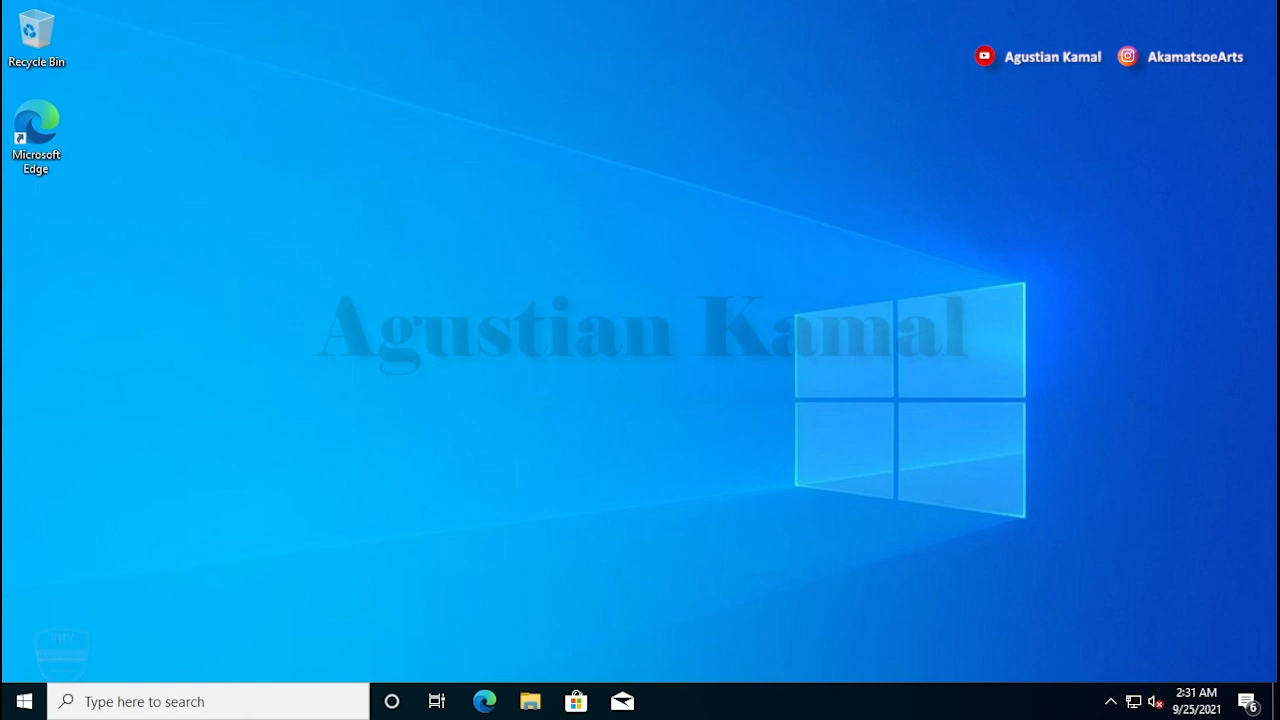 Recycle Bin
Microsoft
Edge
Agustian Kamal
AkamatsoeArts
Agustian Kamal
Type here to search
2:31 AM
9/25/2021
6